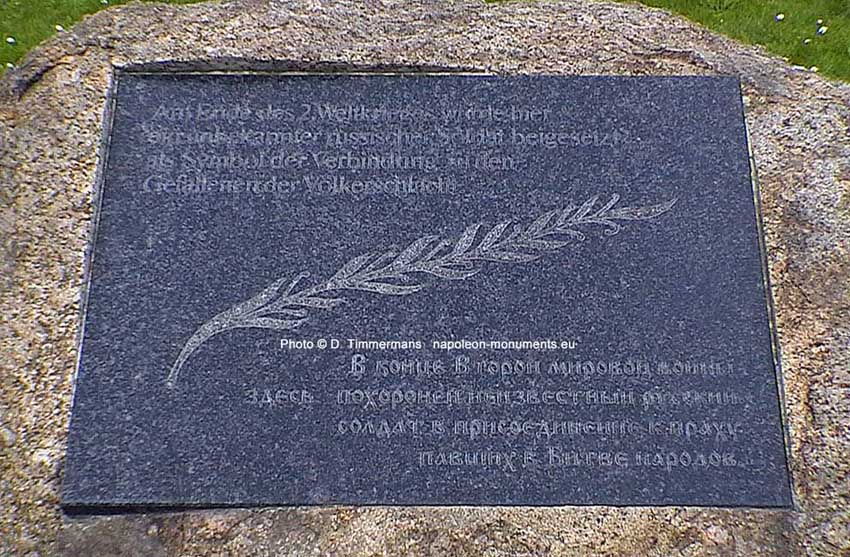 Am Ende des 2. Weltkrieges wurde hier
ein unbekannter russischer Soldat beigesetzt
als Symbol der Verbindung zu den
Gefallenen der Völkerschlacht
Photo © D. Timmermans napoleon-monuments.eu
В конце Второй мировой войны
здесь похоронен неизвестный русский
солдат в присоединение к праху
павших в Битве народов.